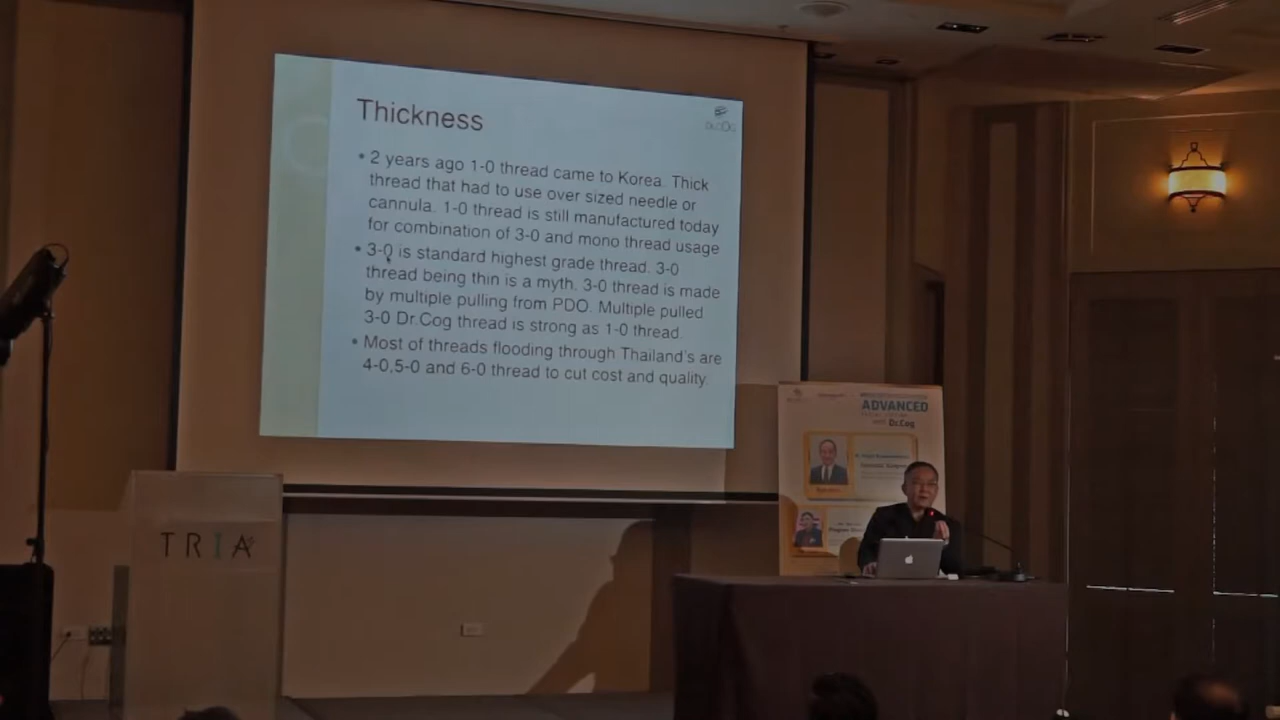 Thickness
Dr.COG
• 2 years ago 1-0 thread came to Korea. Thick
thread that had to use over sized needle or
cannula. 1-0 thread is still manufactured today
for combination of 3-0 and mono thread usage
• 3-0 is standard highest grade thread. 3-0
thread being thin is a myth. 3-0 thread is made
by multiple pulling from PDO. Multiple pulled
3-0 Dr.Cog thread is strong as 1-0 thread.
• Most of threads flooding through Thailand's are
4-0,5-0 and 6-0 thread to cut cost and quality.
ADVANCED
with Dr.Cog
TRIA